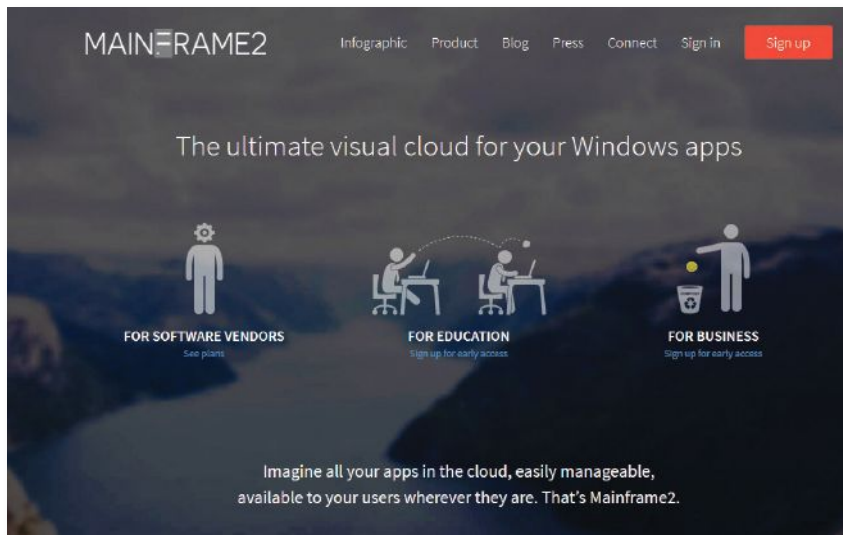 MAINFRAME2
Infographic Product Blog Press Connect Sign in Sign up
The ultimate visual cloud for your Windows apps
FOR SOFTWARE VENDORS
See plans
FOR EDUCATION
Sign up for early access
FOR BUSINESS
Sign up for early access
Imagine all your apps in the cloud, easily manageable,
available to your users wherever they are. That's Mainframe2.